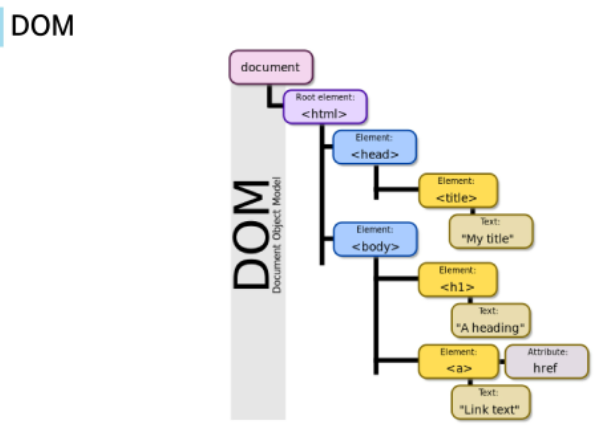 DOM
document
Root element:
<html>
Element:
<head>
Element:
<title>
Text:
"My title"
DOM
Document Object Model
Element:
<body>
Element:
<h1>
Text:
"A heading"
Element:
<a>
Attribute:
href
Text:
"Link text"